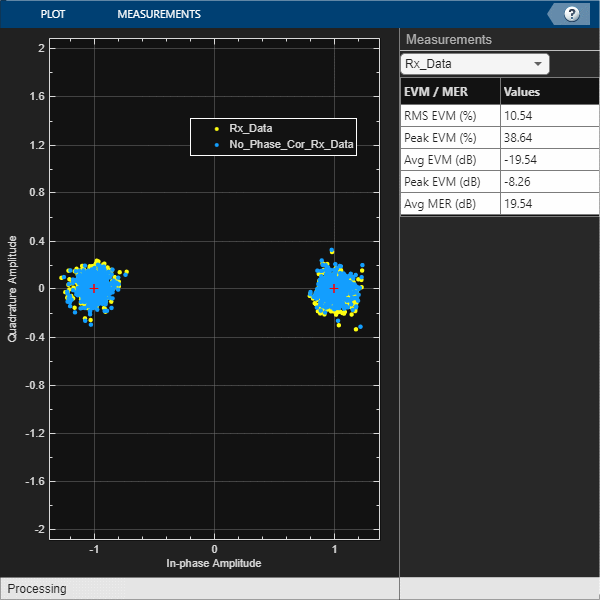 PLOT MEASUREMENTS ?
Measurements
Rx_Data
EVM / MER Values
RMS EVM (%) 10.54
Peak EVM (%) 38.64
Avg EVM (dB) -19.54
Peak EVM (dB) -8.26
Avg MER (dB) 19.54
Rx_Data
No_Phase_Cor_Rx_Data
Quadrature Amplitude
2
1.6
1.2
0.8
0.4
0
-0.4
-0.8
-1.2
-1.6
-2
-1 0 1
In-phase Amplitude
Processing